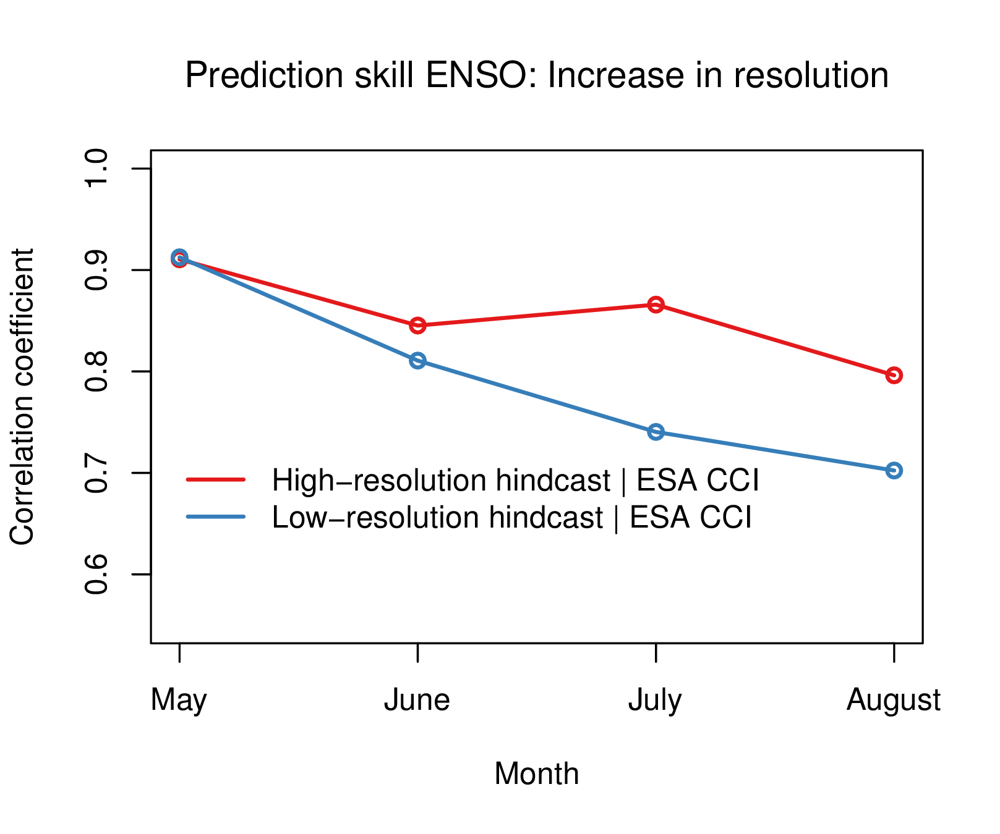 Prediction skill ENSO: Increase in resolution
Correlation coefficient
1.0
0.9
0.8
0.7
0.6
High−resolution hindcast | ESA CCI
Low−resolution hindcast | ESA CCI
May June July August
Month